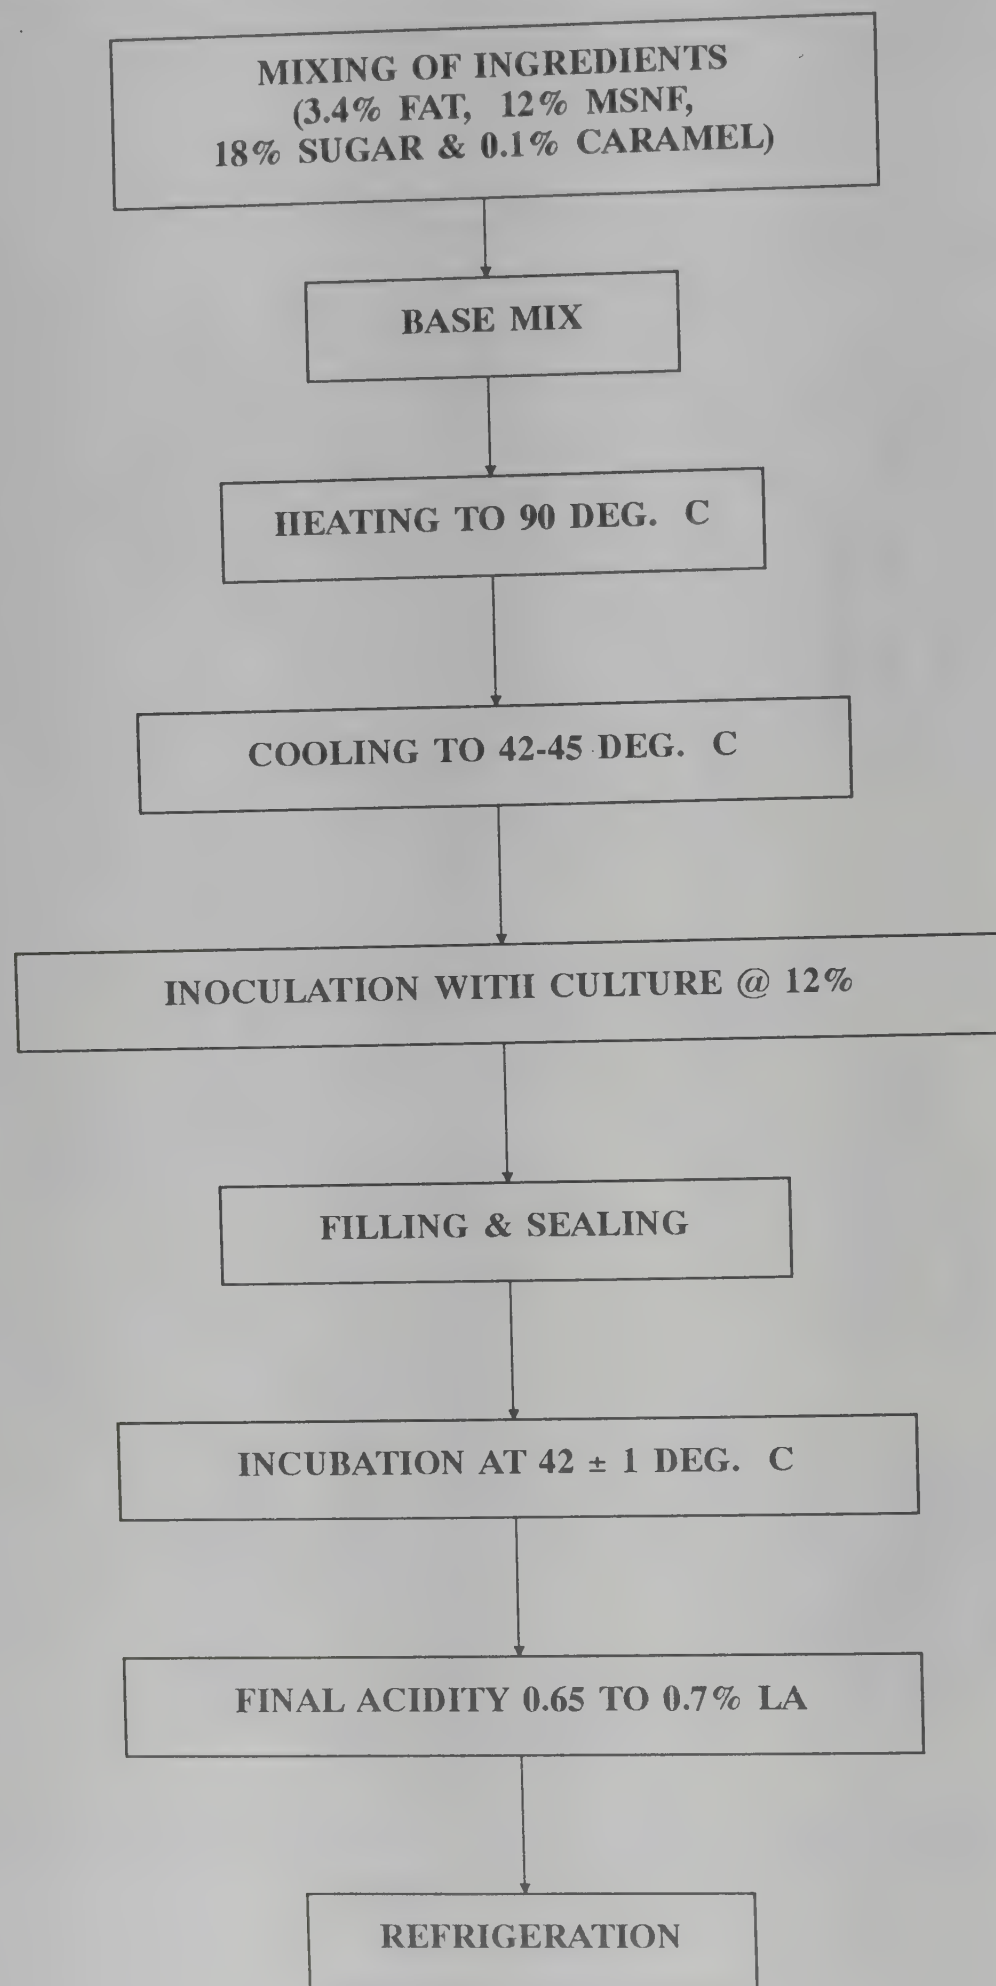 MIXING OF INGREDIENTS
(3.4% FAT, 12% MSNF,
18% SUGAR & 0.1% CARAMEL)
BASE MIX
HEATING TO 90 DEG. C
COOLING TO 42-45 DEG. C
INOCULATION WITH CULTURE @ 12%
FILLING & SEALING
INCUBATION AT 42 ± 1 DEG. C
FINAL ACIDITY 0.65 TO 0.7% LA
REFRIGERATION